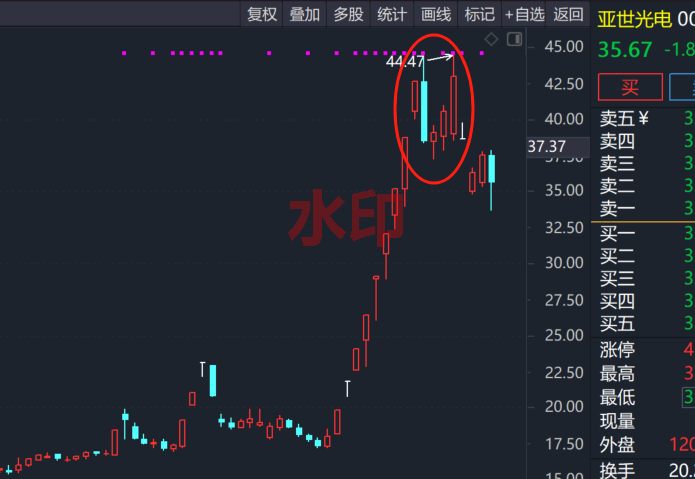 复权 叠加 多股 统计 画线 标记 +自选 返回
亚世光电 00
35.67 -1.8
买
45.00
44.47
42.50
卖五 ¥ 3
40.00
卖四 3
37.37
卖三 3
卖二 3
35.00
卖一 3
水印
32.50
买一 3
买二 3
30.00
买三 3
27.50
买四 3
买五 3
25.00
涨停 4
22.50
最高 3
最低 3
20.00
现量
17.50
外盘 120
换手 20.
15.00